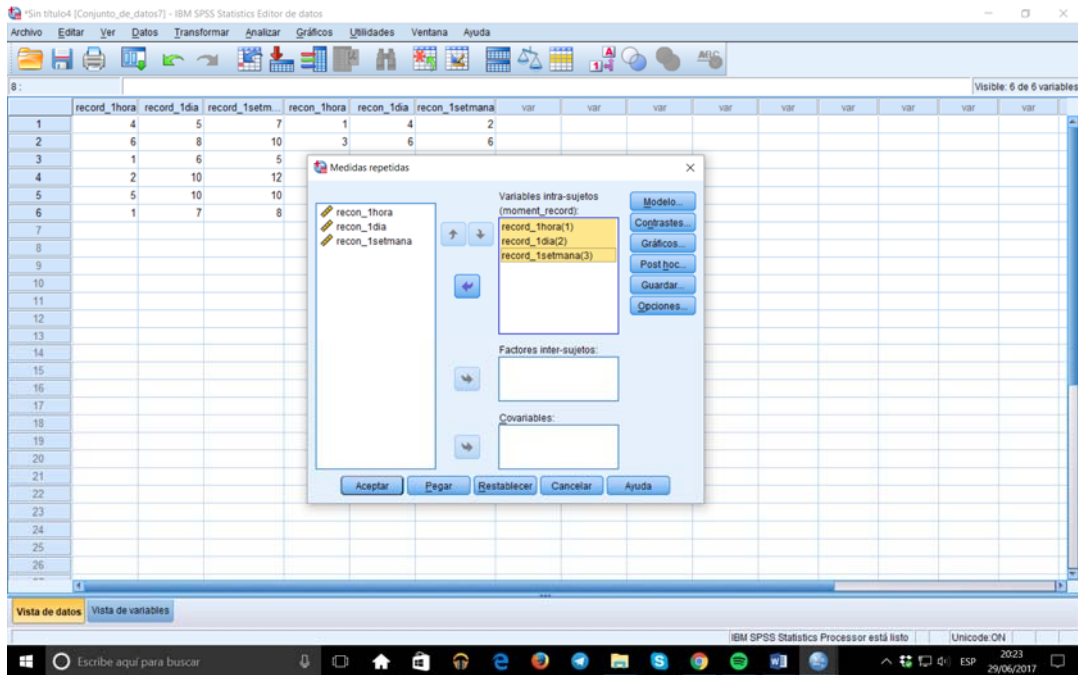 *Sin título4 [Conjunto_de_datos7] - IBM SPSS Statistics Editor de datos
Archivo Editar Ver Datos Transformar Analizar Gráficos Utilidades Ventana Ayuda
8 :
Visible: 6 de 6 variables
record_1hora record_1dia record_1setm... recon_1hora recon_1dia recon_1setmana var var var var var var var var var
1 4 5 7 1 4 2
2 6 8 10 3 6 6
3 1 6 5
4 2 10 12
5 5 10 10
6 1 7 8
7
8
9
10
11
12
13
14
15
16
17
18
19
20
21
22
23
24
25
26
Medidas repetidas
recon_1hora
recon_1dia
recon_1setmana
Variables intra-sujetos
(moment_record):
record_1hora(1)
record_1dia(2)
record_1setmana(3)
Factores inter-sujetos:
Covariables:
Modelo...
Contrastes...
Gráficos...
Post hoc...
Guardar...
Opciones...
Aceptar Pegar Restablecer Cancelar Ayuda
Vista de datos Vista de variables
IBM SPSS Statistics Processor está listo Unicode:ON
Escribe aquí para buscar
ESP
20:23
29/06/2017